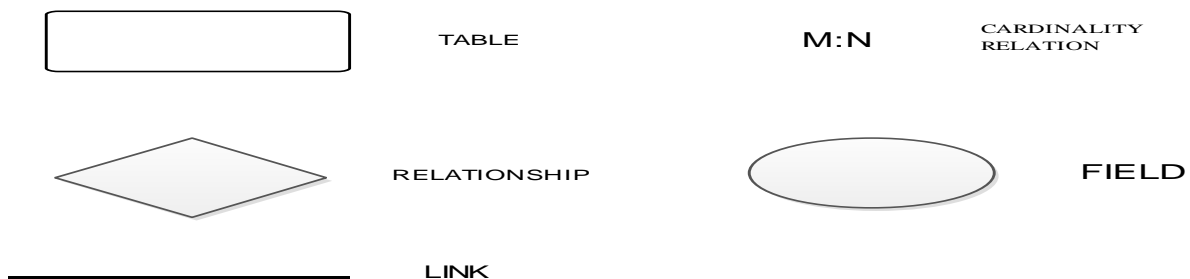 TABLE
M:N
CARDINALITY
RELATION
RELATIONSHIP
FIELD
LINK